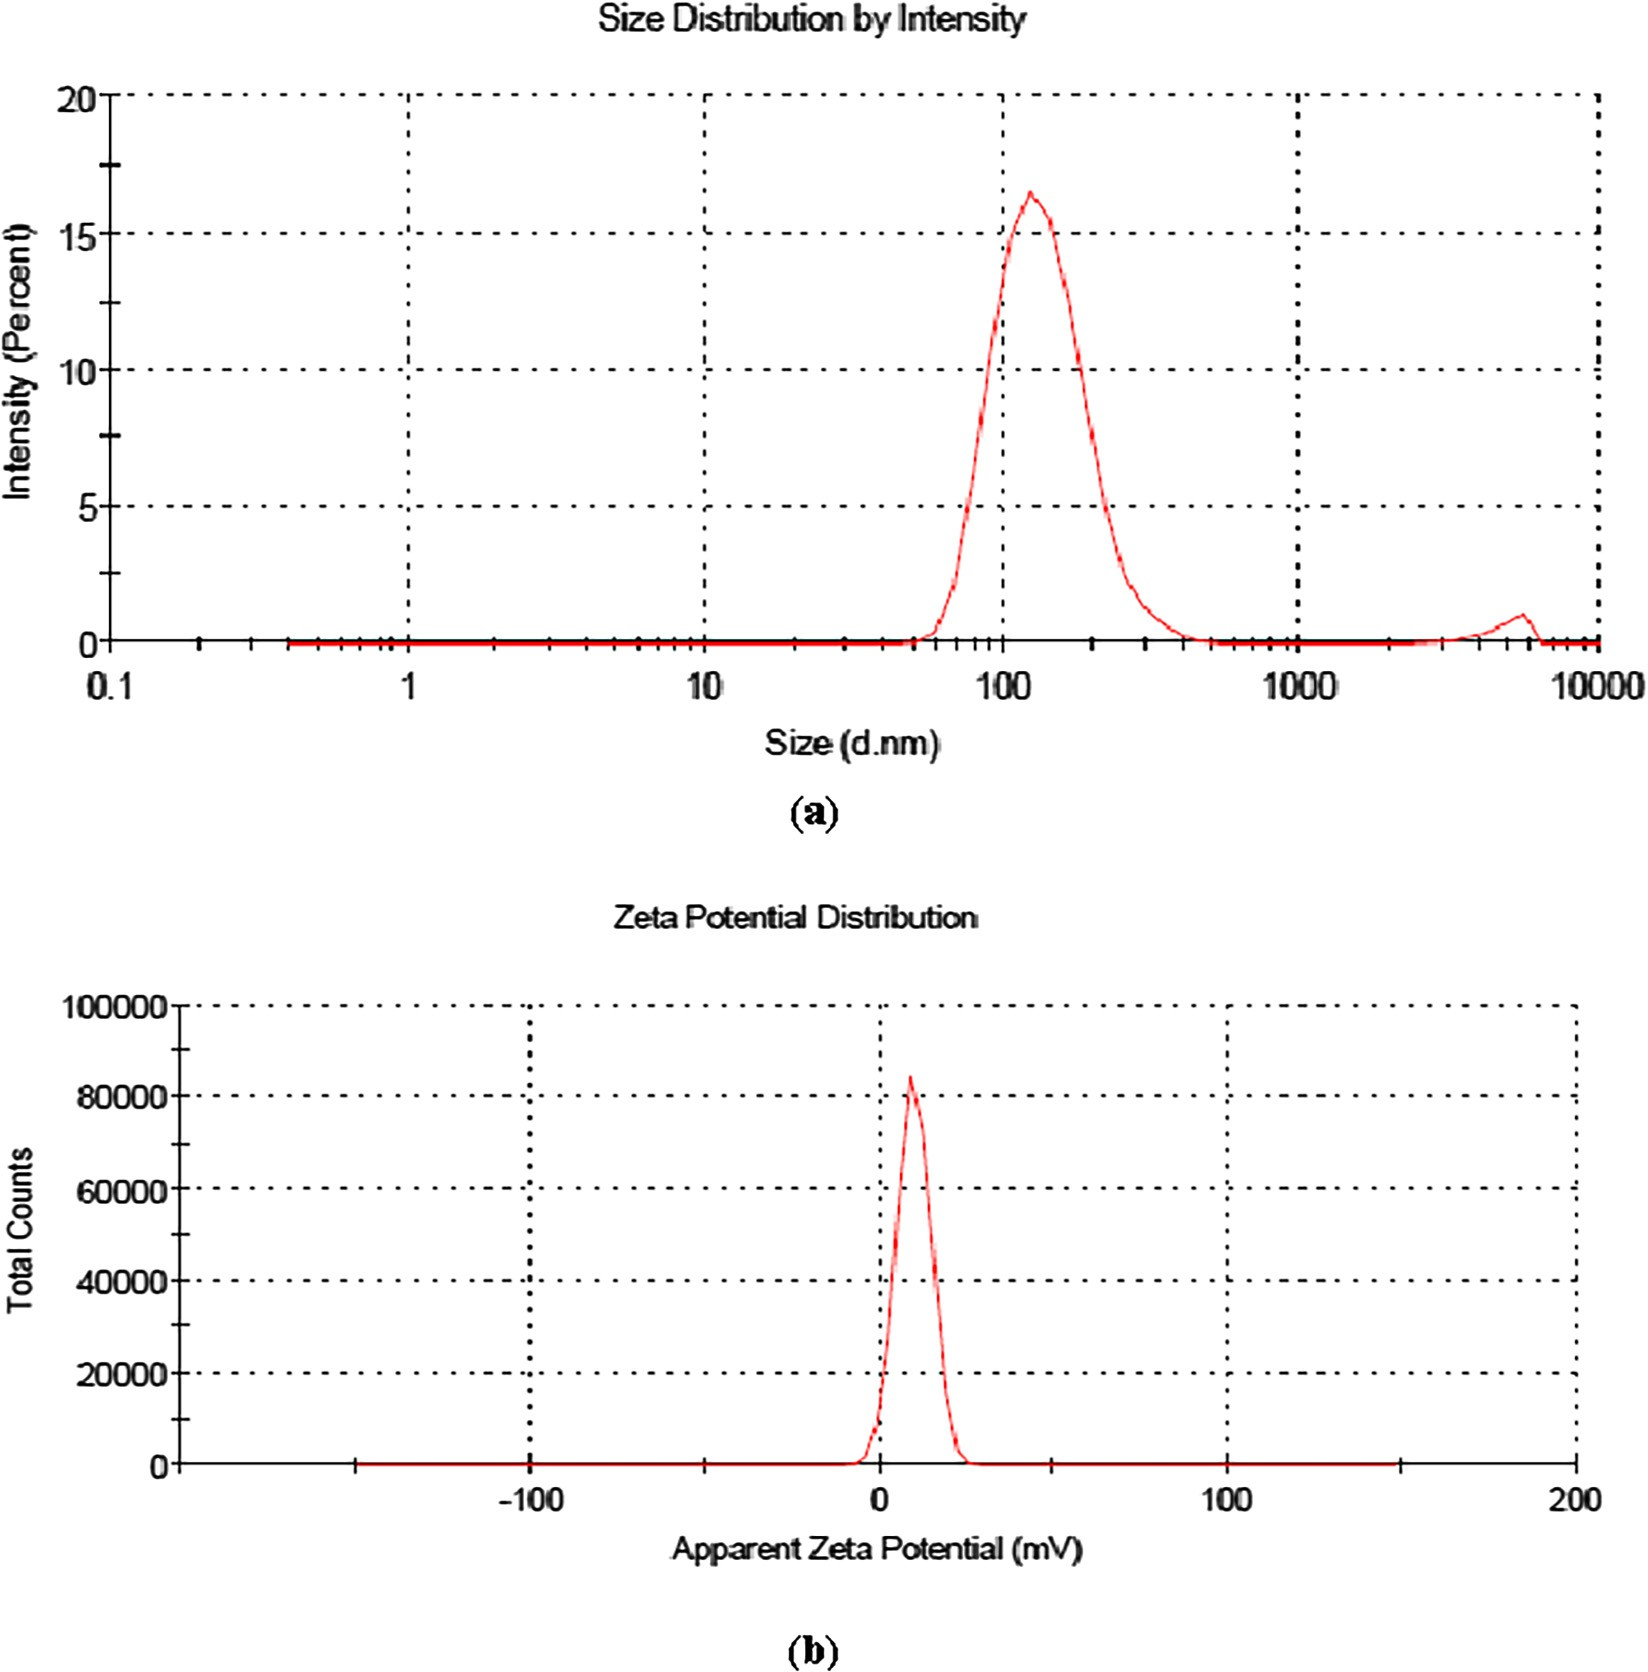 Size Distribution by Intensity
20
15
10
5
0
Intensity (Percent)
0.1 1 10 100 1000 10000
Size (d.nm)
(a)
Zeta Potential Distribution
100000
80000
60000
40000
20000
0
Total Counts
-100 0 100 200
Apparent Zeta Potential (mV)
(b)